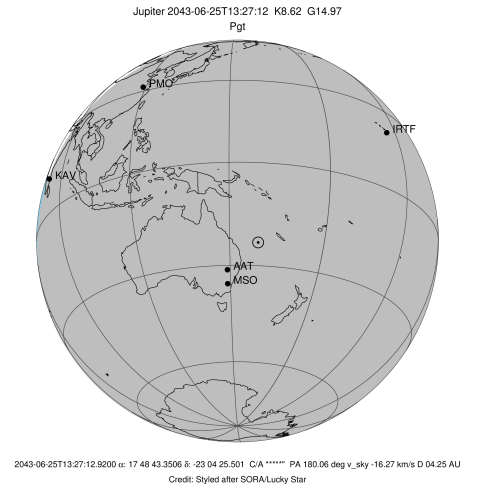 Jupiter 2043-06-25T13:27:12 K8.62 G14.97
Pgt
PMO
IRTF
KAV
AAT
MSO
2043-06-25T13:27:12.9200 α: 17 48 43.3506 δ: -23 04 25.501 C/A *****" PA 180.06 deg v_sky -16.27 km/s D 04.25 AU
Credit: Styled after SORA/Lucky Star